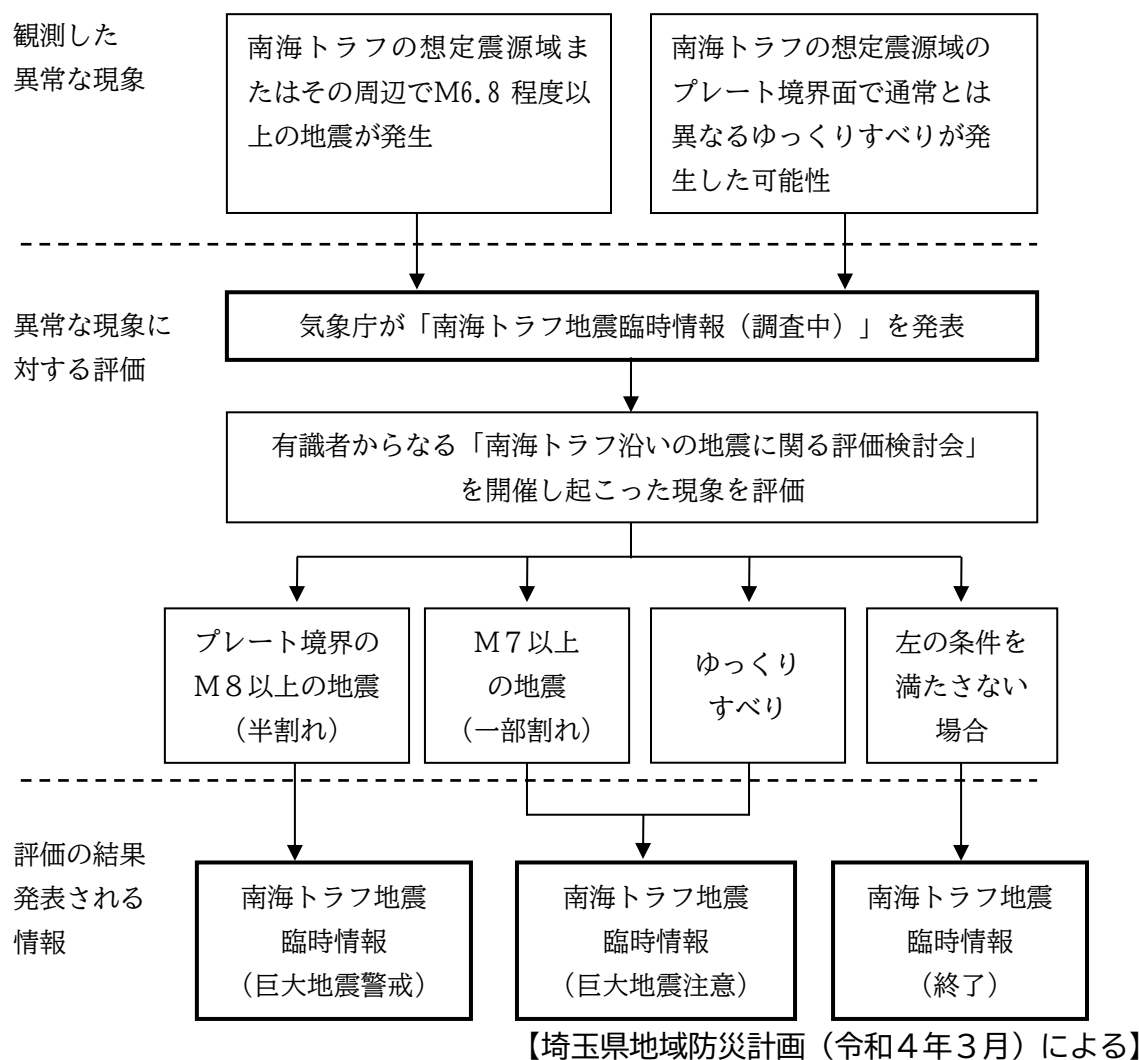 観測した
異常な現象
南海トラフの想定震源域ま
たはその周辺でM6.8 程度以
上の地震が発生
南海トラフの想定震源域の
プレート境界面で通常とは
異なるゆっくりすべりが発
生した可能性
異常な現象に
対する評価
気象庁が「南海トラフ地震臨時情報（調査中）」を発表
有識者からなる「南海トラフ沿いの地震に関る評価検討会」
を開催し起こった現象を評価
プレート境界の
Ｍ８以上の地震
（半割れ）
Ｍ７以上
の地震
（一部割れ）
ゆっくり
すべり
左の条件を
満たさない
場合
評価の結果
発表される
情報
南海トラフ地震
臨時情報
（巨大地震警戒）
南海トラフ地震
臨時情報
（巨大地震注意）
南海トラフ地震
臨時情報
（終了）
【埼玉県地域防災計画（令和４年３月）による】